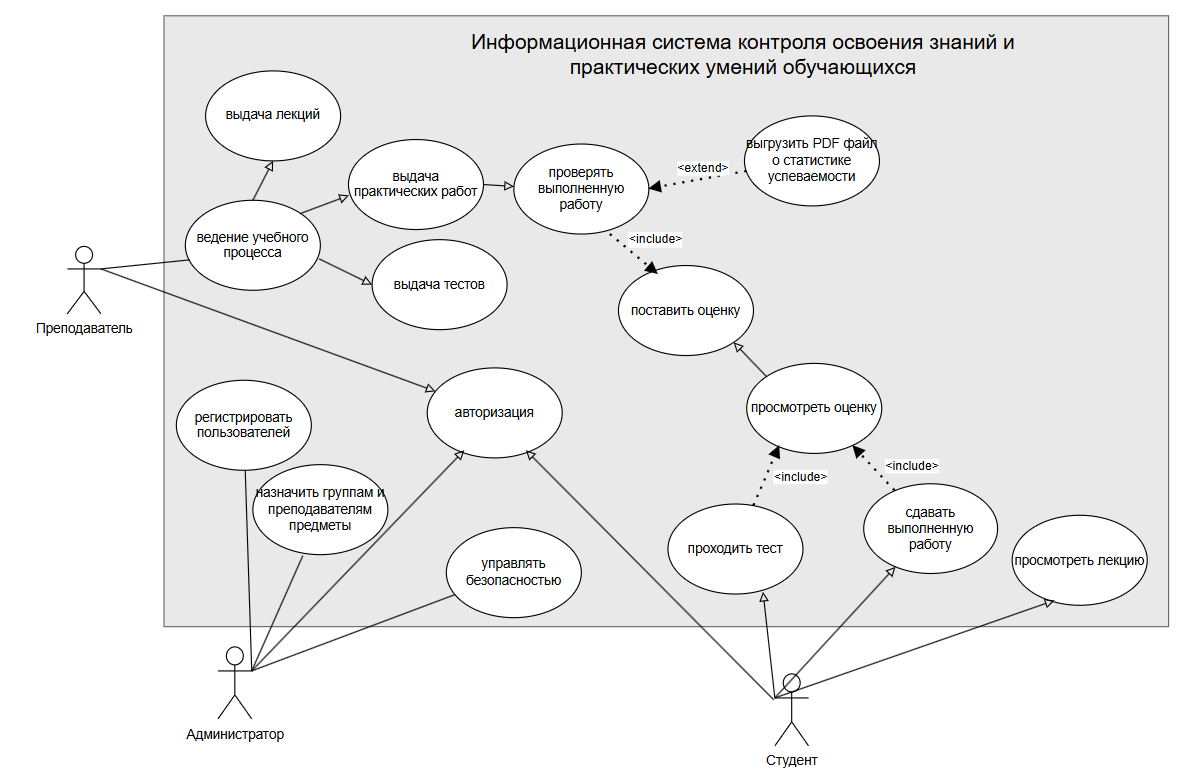 Информационная система контроля освоения знаний и
практических умений обучающихся
выдача лекций
выдача
практических работ
проверять
выполненную
работу
<extend>
выгрузить PDF файл
о статистике
успеваемости
ведение учебного
процесса
<include>
выдача тестов
поставить оценку
Преподаватель
авторизация
просмотреть оценку
регистрировать
пользователей
<include>
<include>
назначить группам и
преподавателям
предметы
управлять
безопасностью
проходить тест
сдавать
выполненную
работу
просмотреть лекцию
Администратор
Студент